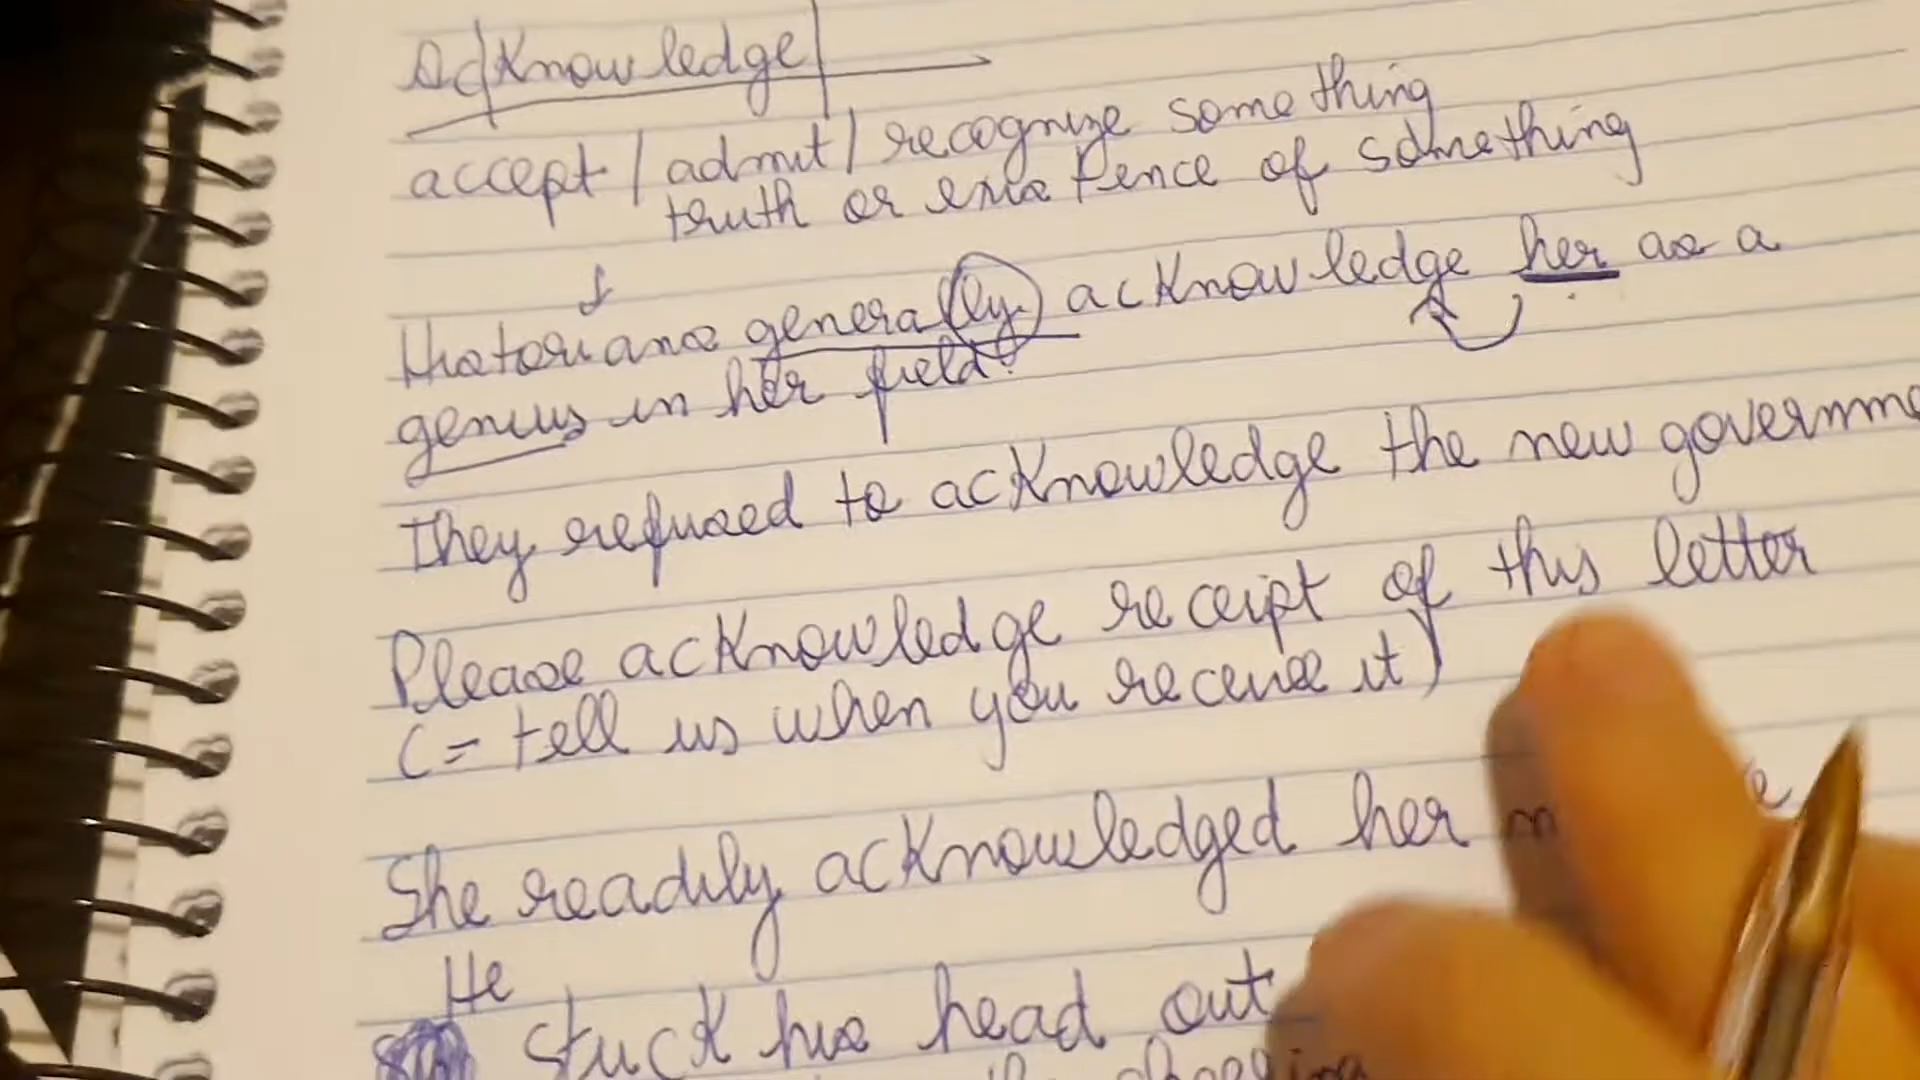 Ac|Knowledge|
accept / admit / recognize something
truth or existence of something
Historians generally acKnowledge her as a
genius in her field.
They refused to acKnowledge the new governme
Please acKnowledge receipt of this letter
(= tell us when you receive it)
She readily acKnowledged her
He
stucK his head out